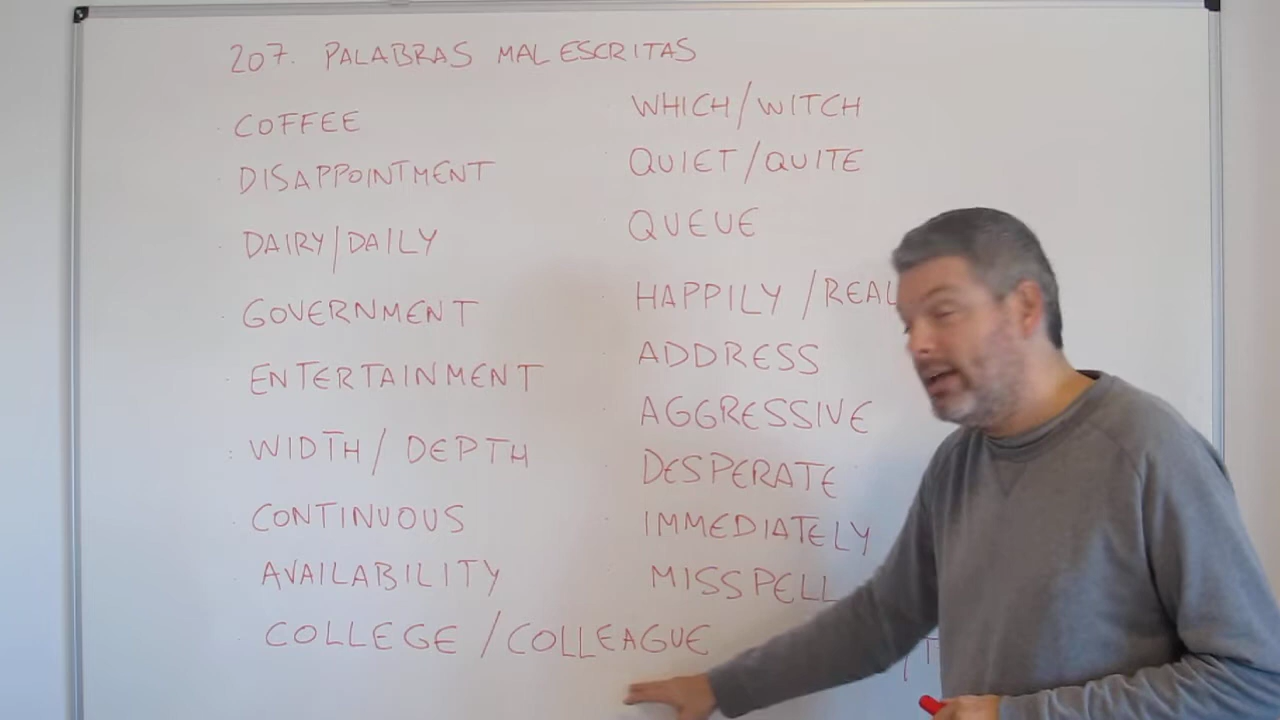 207. PALABRAS MAL ESCRITAS
COFFEE
DISAPPOINTMENT
DAIRY/DAILY
GOVERNMENT
ENTERTAINMENT
WIDTH/DEPTH
CONTINUOUS
AVAILABILITY
COLLEGE/COLLEAGUE
WHICH/WITCH
QUIET/QUITE
QUEUE
HAPPILY/
ADDRESS
AGGRESSIVE
DESPERATE
IMMEDIATELY
MISSPELL